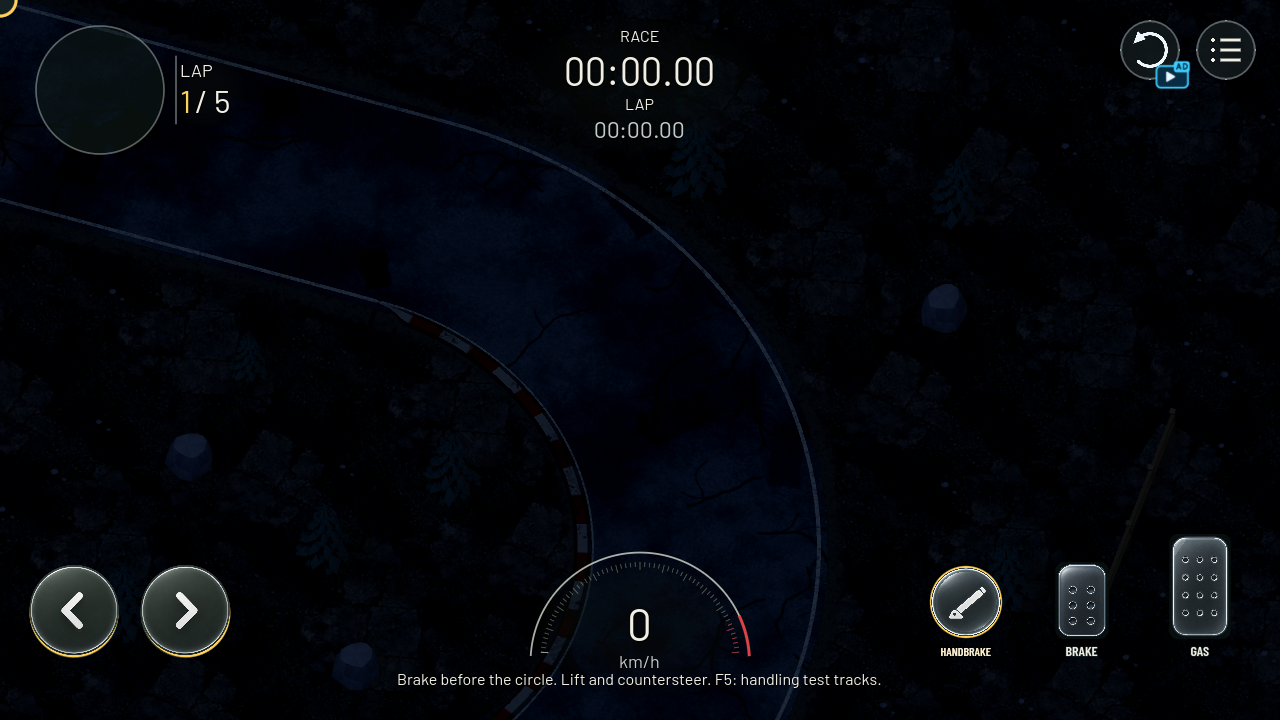 RACE
00:00.00
LAP
00:00.00
LAP
1/ 5
AD
0
km/h
HANDBRAKE
BRAKE
GAS
Brake before the circle. Lift and countersteer. F5: handling test tracks.